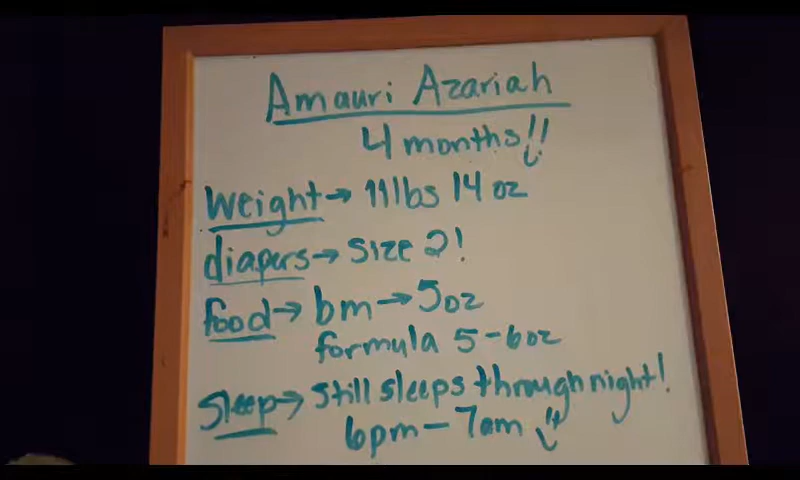 Amauri Azariah
4 months!!
weight→ 11lbs 14 oz
diapers→ size 2!
food→ bm→5oz
formula 5-6oz
sleep→ still sleeps through night!
6pm-7am